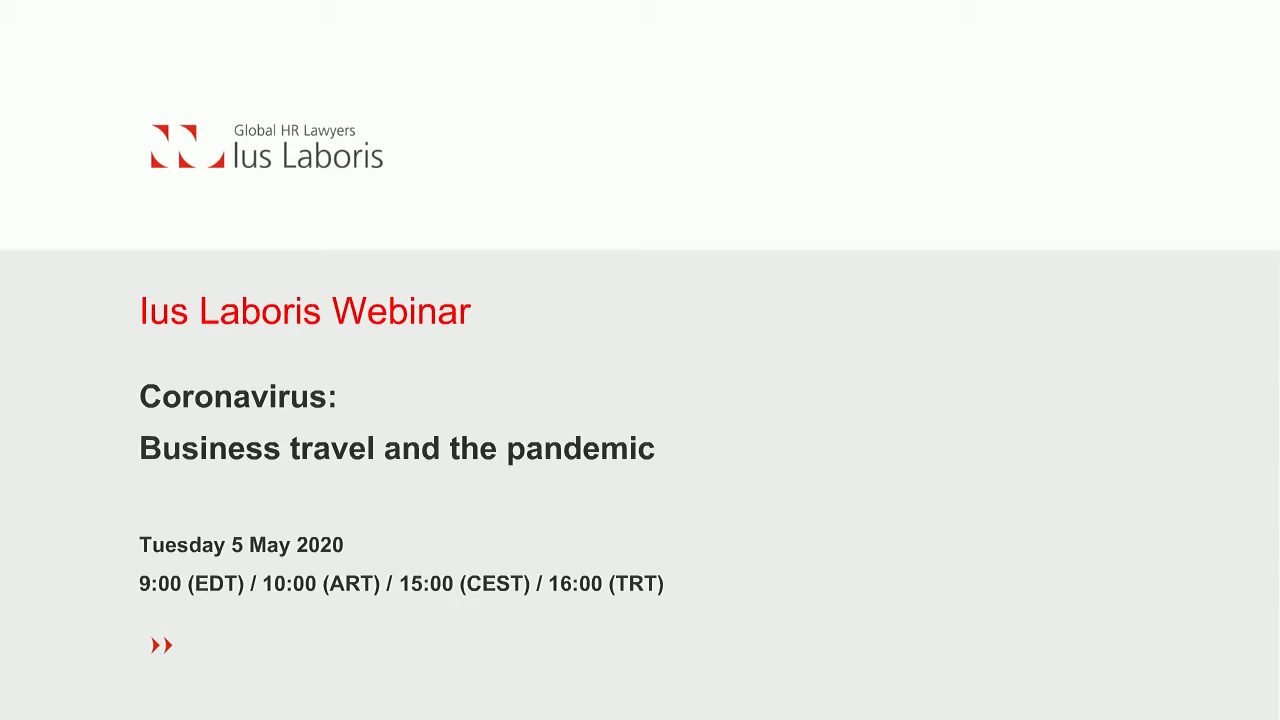 Global HR Lawyers
Ius Laboris
Ius Laboris Webinar
Coronavirus:
Business travel and the pandemic
Tuesday 5 May 2020
9:00 (EDT) / 10:00 (ART) / 15:00 (CEST) / 16:00 (TRT)